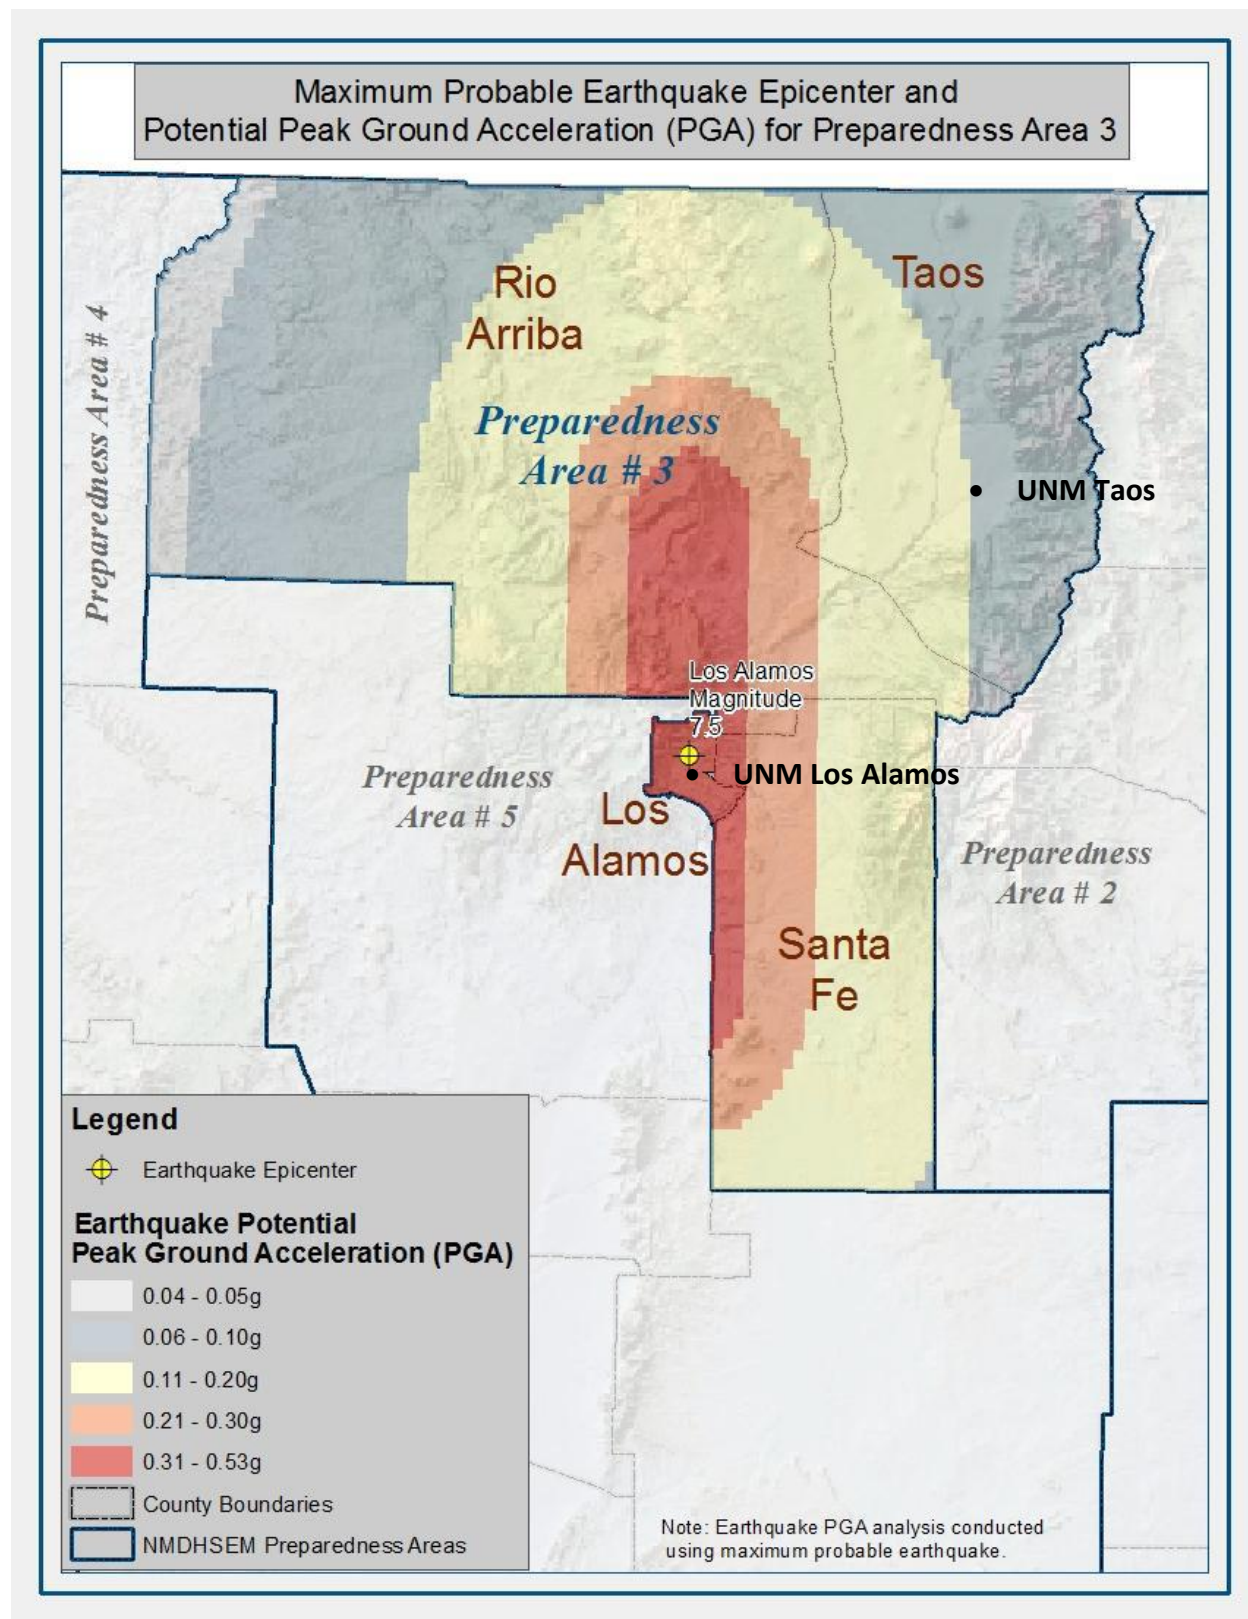 Maximum Probable Earthquake Epicenter and
Potential Peak Ground Acceleration (PGA) for Preparedness Area 3
Rio
Arriba
Taos
Preparedness Area # 4
Preparedness
Area # 3
UNM Taos
Los Alamos
Magnitude
7.5
UNM Los Alamos
Preparedness
Area # 5
Los
Alamos
Preparedness
Area # 2
Santa
Fe
Legend
Earthquake Epicenter
Earthquake Potential
Peak Ground Acceleration (PGA)
0.04 - 0.05g
0.06 - 0.10g
0.11 - 0.20g
0.21 - 0.30g
0.31 - 0.53g
County Boundaries
NMDHSEM Preparedness Areas
Note: Earthquake PGA analysis conducted
using maximum probable earthquake.